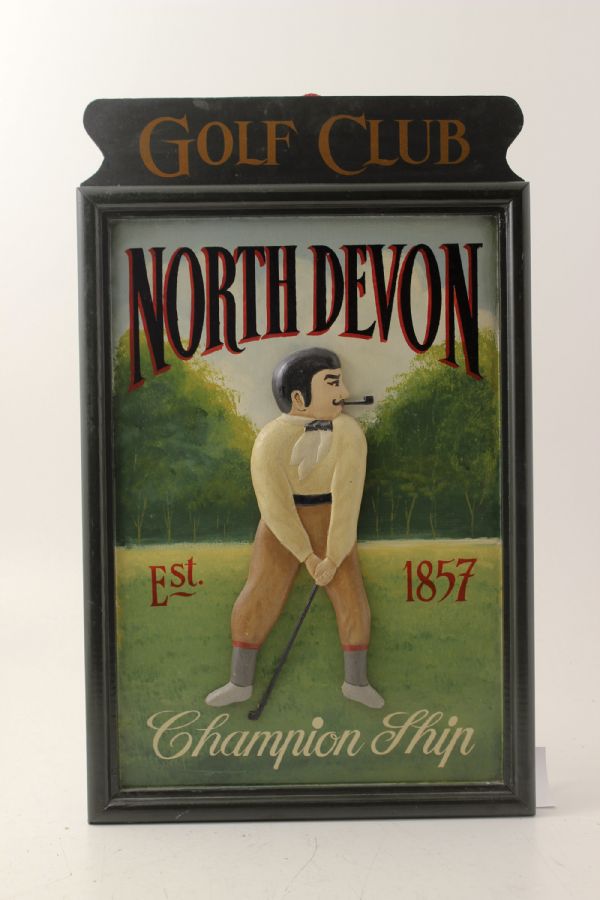 GOLF CLUB
NORTH DEVON
Est. 1857
Champion Ship